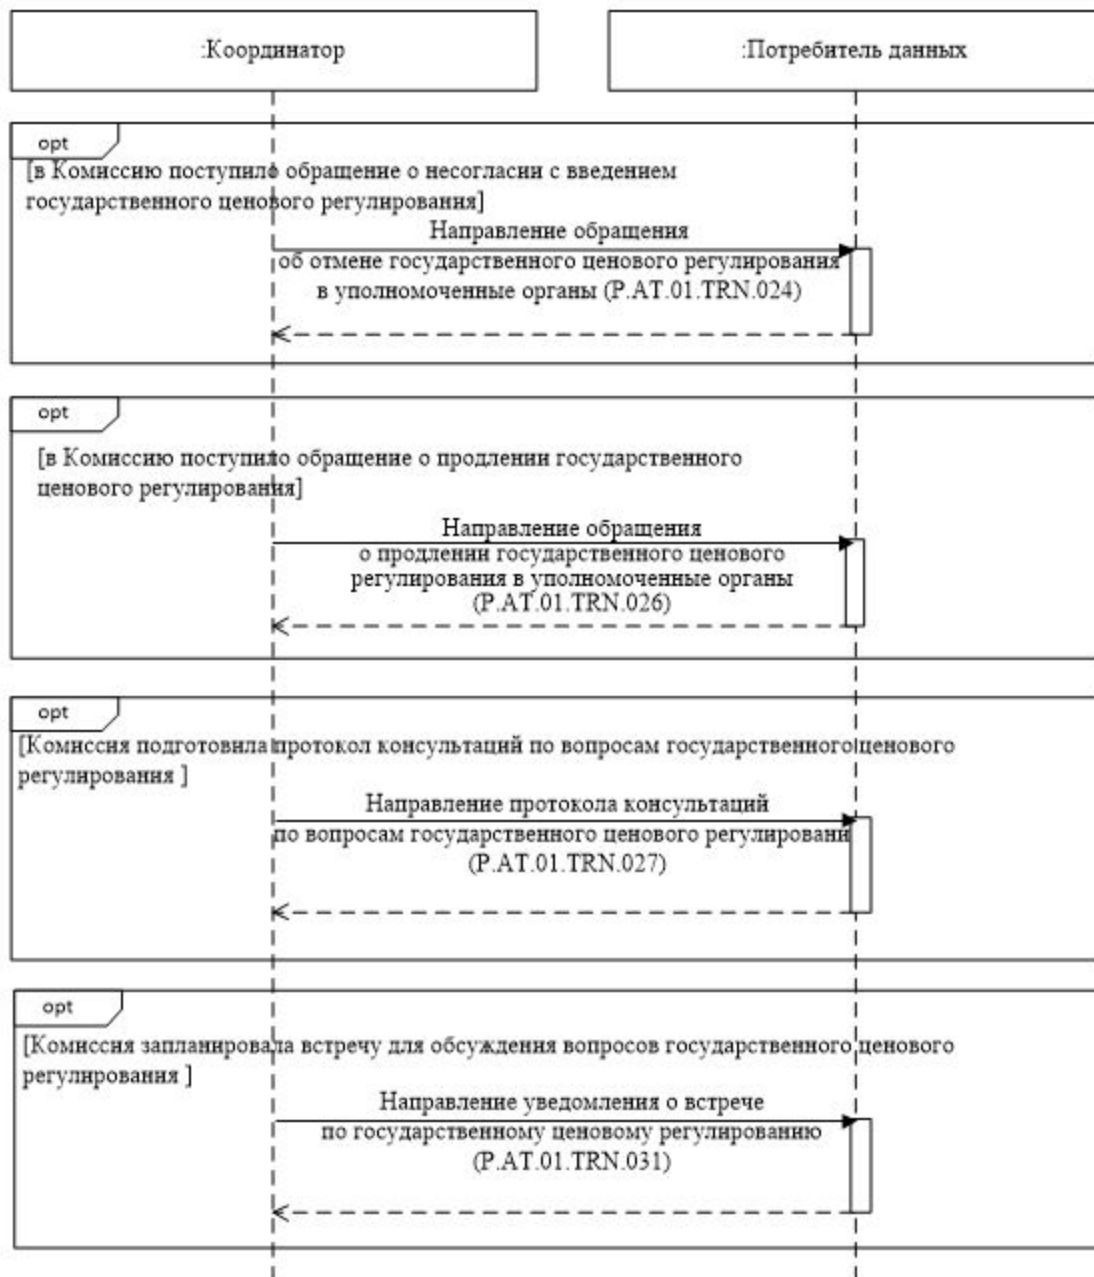 :Координатор
:Потребитель данных
opt
[в Комиссию поступило обращение о несогласии с введением
государственного ценового регулирования]
Направление обращения
об отмене государственного ценового регулирования
в уполномоченные органы (P.AT.01.TRN.024)
opt
[в Комиссию поступило обращение о продлении государственного
ценового регулирования]
Направление обращения
о продлении государственного ценового
регулирования в уполномоченные органы
(P.AT.01.TRN.026)
opt
[Комиссия подготовила протокол консультаций по вопросам государственного ценового
регулирования ]
Направление протокола консультаций
по вопросам государственного ценового регулировани
(P.AT.01.TRN.027)
opt
[Комиссия запланировала встречу для обсуждения вопросов государственного ценового
регулирования ]
Направление уведомления о встрече
по государственному ценовому регулированию
(P.AT.01.TRN.031)